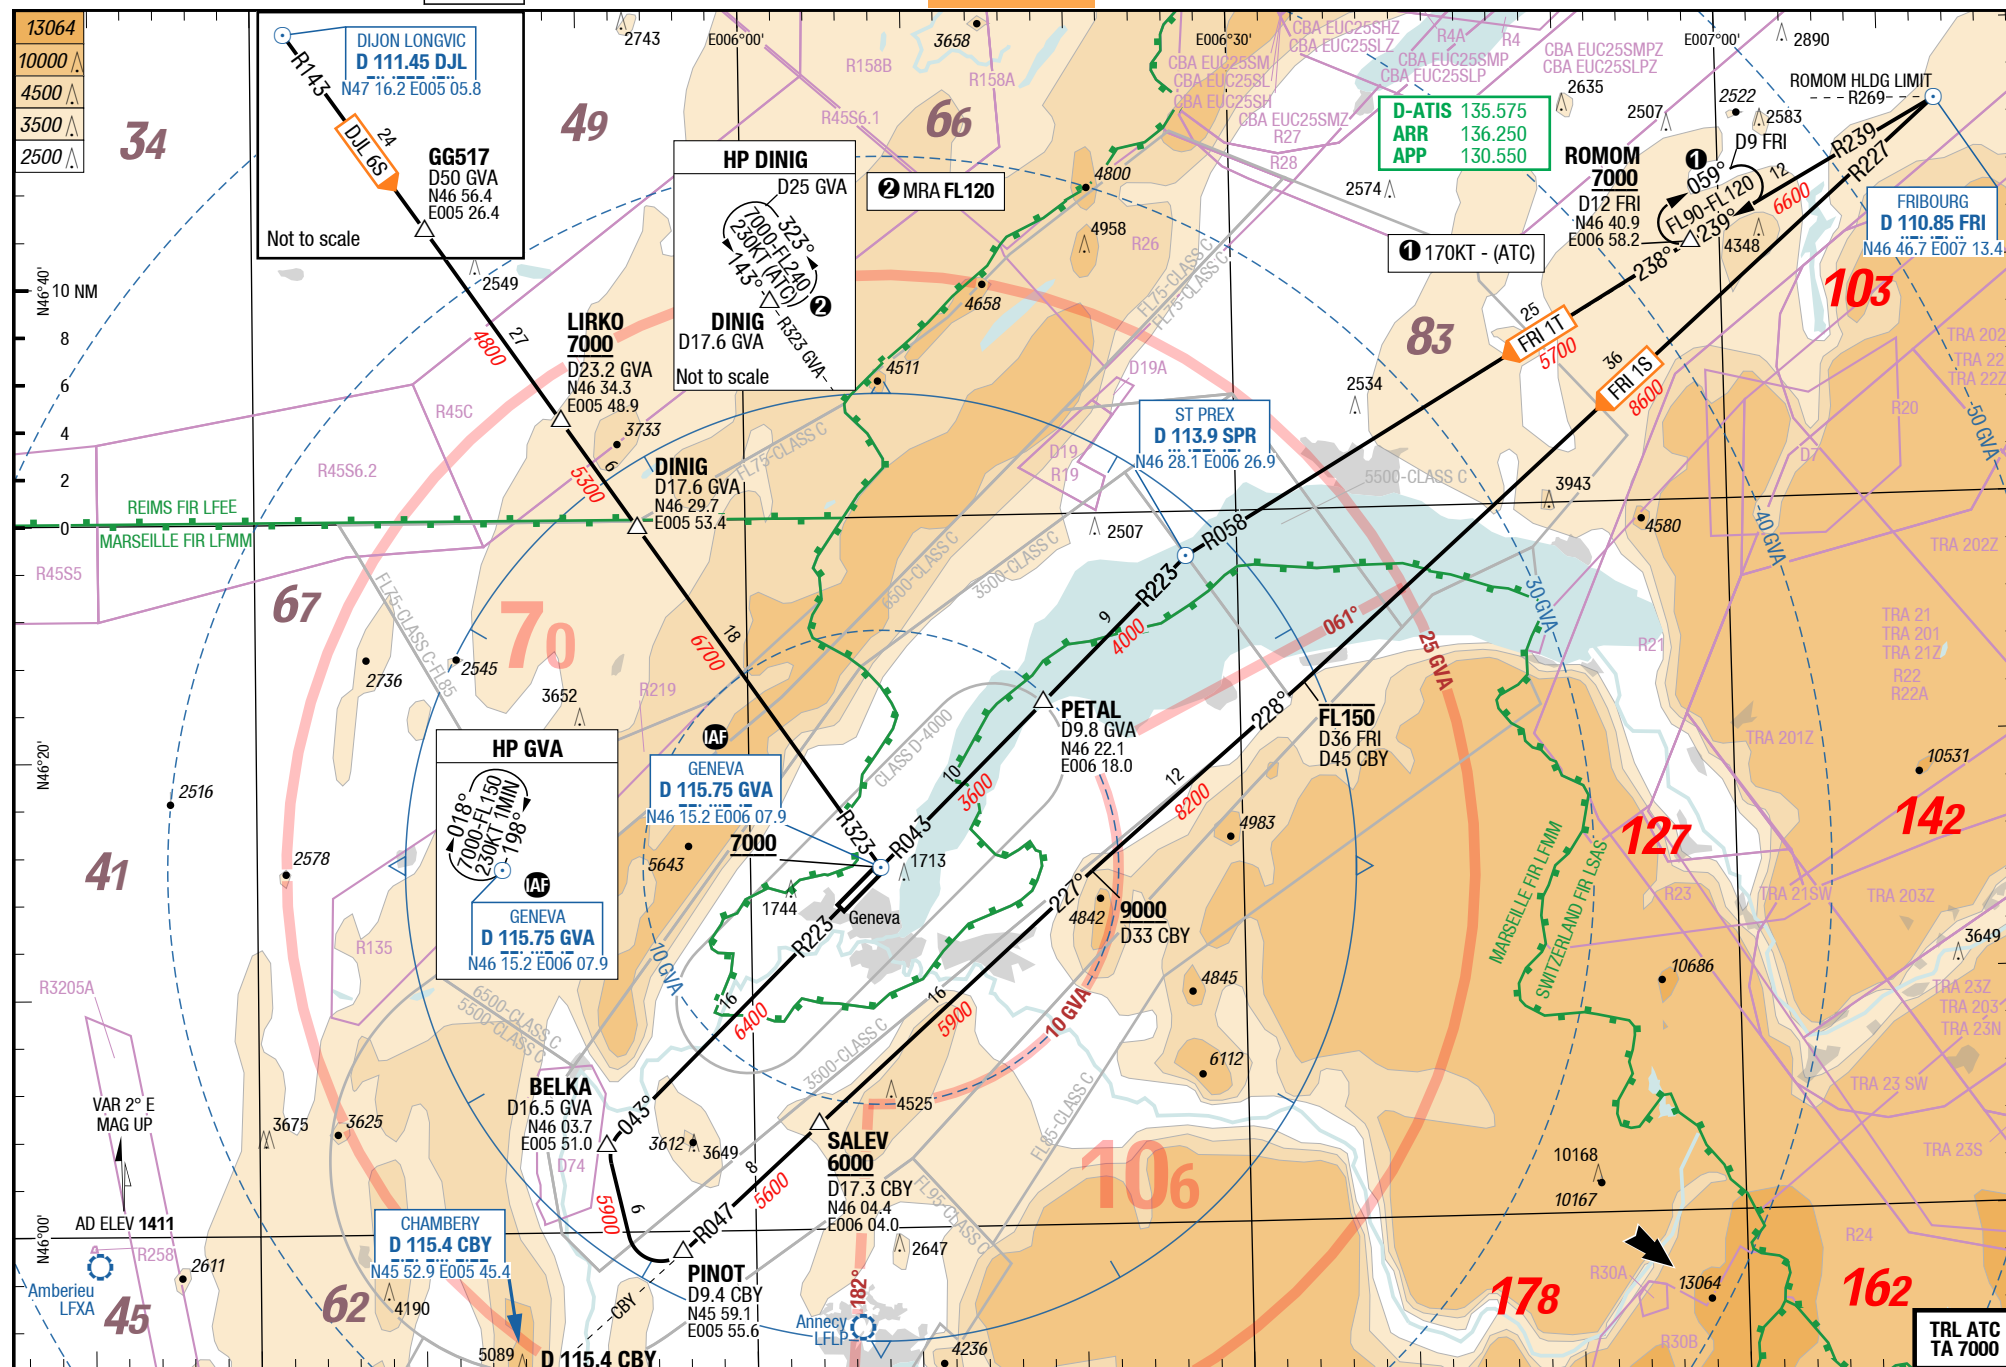 13064
10000
4500
3500
2500
DIJON LONGVIC
D 111.45 DJL
N47 16.2 E005 05.8
R143
24
DJL 6S
GG517
D50 GVA
N46 56.4
E005 26.4
Not to scale
34
49
66
2743
3658
E006°00'
E006°30'
E007°00'
R158B
R158A
R45S6.1
CBA EUC25SHZ
CBA EUC25SLZ
CBA EUC25SM
CBA EUC25SL
CBA EUC25SH
CBA EUC25SMZ
R27
R28
R4A
R4
CBA EUC25SMP
CBA EUC25SLP
CBA EUC25SMPZ
CBA EUC25SLPZ
2890
2635
2507
2522
2583
2574
ROMOM HLDG LIMIT
R269
D-ATIS 135.575
ARR 136.250
APP 130.550
HP DINIG
D25 GVA
323°
7000-FL240
230KT (ATC)
143°
2
DINIG
D17.6 GVA
R323 GVA
Not to scale
2 MRA FL120
4800
4958
R26
4658
4511
FL75-CLASS C
FL75-CLASS C
1 170KT - (ATC)
ROMOM
7000
D12 FRI
N46 40.9
E006 58.2
1
D9 FRI
059°
FL90-FL120
239°
12
6600
4348
R239
R227
FRIBOURG
D 110.85 FRI
N46 46.7 E007 13.4
103
83
238°
25
FRI 1T
5700
36
FRI 1S
8600
2534
N46°40'
10 NM
8
6
4
2
0
2549
27
4800
LIRKO
7000
D23.2 GVA
N46 34.3
E005 48.9
3733
6
5300
DINIG
D17.6 GVA
N46 29.7
E005 53.4
R45C
R45S6.2
REIMS FIR LFEE
MARSEILLE FIR LFMM
R45S5
FL75-CLASS C
D19A
D19
R19
ST PREX
D 113.9 SPR
N46 28.1 E006 26.9
5500-CLASS C
3943
4580
2507
TRA 202
TRA 22
TRA 22Z
R20
D7
50 GVA
40 GVA
30 GVA
TRA 202Z
R058
R223
9
4000
061°
25 GVA
R21
TRA 21
TRA 201
TRA 21Z
R22
R22A
TRA 201Z
67
70
FL75-CLASS C-FL85
6500-CLASS C
3500-CLASS C
18
6700
2736
2545
3652
R219
CLASS D-4000
PETAL
D9.8 GVA
N46 22.1
E006 18.0
228°
FL150
D36 FRI
D45 CBY
12
8200
N46°20'
HP GVA
018°
7000-FL150
230KT 1MIN
198°
IAF
GENEVA
D 115.75 GVA
N46 15.2 E006 07.9
IAF
GENEVA
D 115.75 GVA
N46 15.2 E006 07.9
7000
R323
R043
10
3600
2516
2578
41
5643
1713
1744
Geneva
4983
4842
227°
9000
D33 CBY
10531
142
127
MARSEILLE FIR LFMM
SWITZERLAND FIR LSAS
R23
TRA 21SW
TRA 203Z
3649
R135
R3205A
10 GVA
R223
16
6400
16
5900
10 GVA
4845
6112
10686
TRA 23Z
TRA 203
TRA 23N
6500-CLASS C
5500-CLASS C
3500-CLASS C
FL85-CLASS C
FL95-CLASS C
TRA 23 SW
TRA 23S
VAR 2° E
MAG UP
AD ELEV 1411
3675
3625
BELKA
D16.5 GVA
N46 03.7
E005 51.0
043°
D74
3612
3649
4525
SALEV
6000
D17.3 CBY
N46 04.4
E006 04.0
8
5600
R047
6
5900
106
10168
10167
N46°00'
R258
Amberieu
LFXA
2611
45
62
CHAMBERY
D 115.4 CBY
N45 52.9 E005 45.4
4190
5089
D 115.4 CBY
CBY
PINOT
D9.4 CBY
N45 59.1
E005 55.6
2647
182°
Annecy
LFLP
4236
R24
R30A
R30B
13064
178
162
TRL ATC
TA 7000